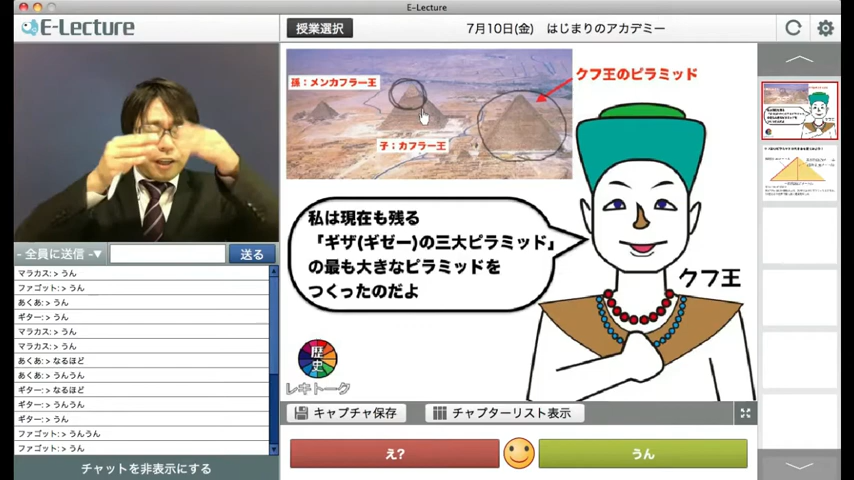 E-Lecture
E-Lecture
授業選択
7月10日(金) はじまりのアカデミー
孫：メンカフラー王
クフ王のピラミッド
子：カフラー王
私は現在も残る
「ギザ(ギゼー)の三大ピラミッド」
の最も大きなピラミッドを
つくったのだよ
クフ王
歴史
レキトーク
- 全員に送信 -▼
送る
マラカス: > うん
ファゴット: > うん
あくあ: > うん
ギター: > うん
マラカス: > うん
マラカス: > うん
あくあ: > なるほど
あくあ: > うんうん
ギター: > なるほど
ギター: > うんうん
ギター: > うん
ファゴット: > うんうん
ファゴット: > うん
チャットを非表示にする
キャプチャ保存
チャプターリスト表示
え?
うん